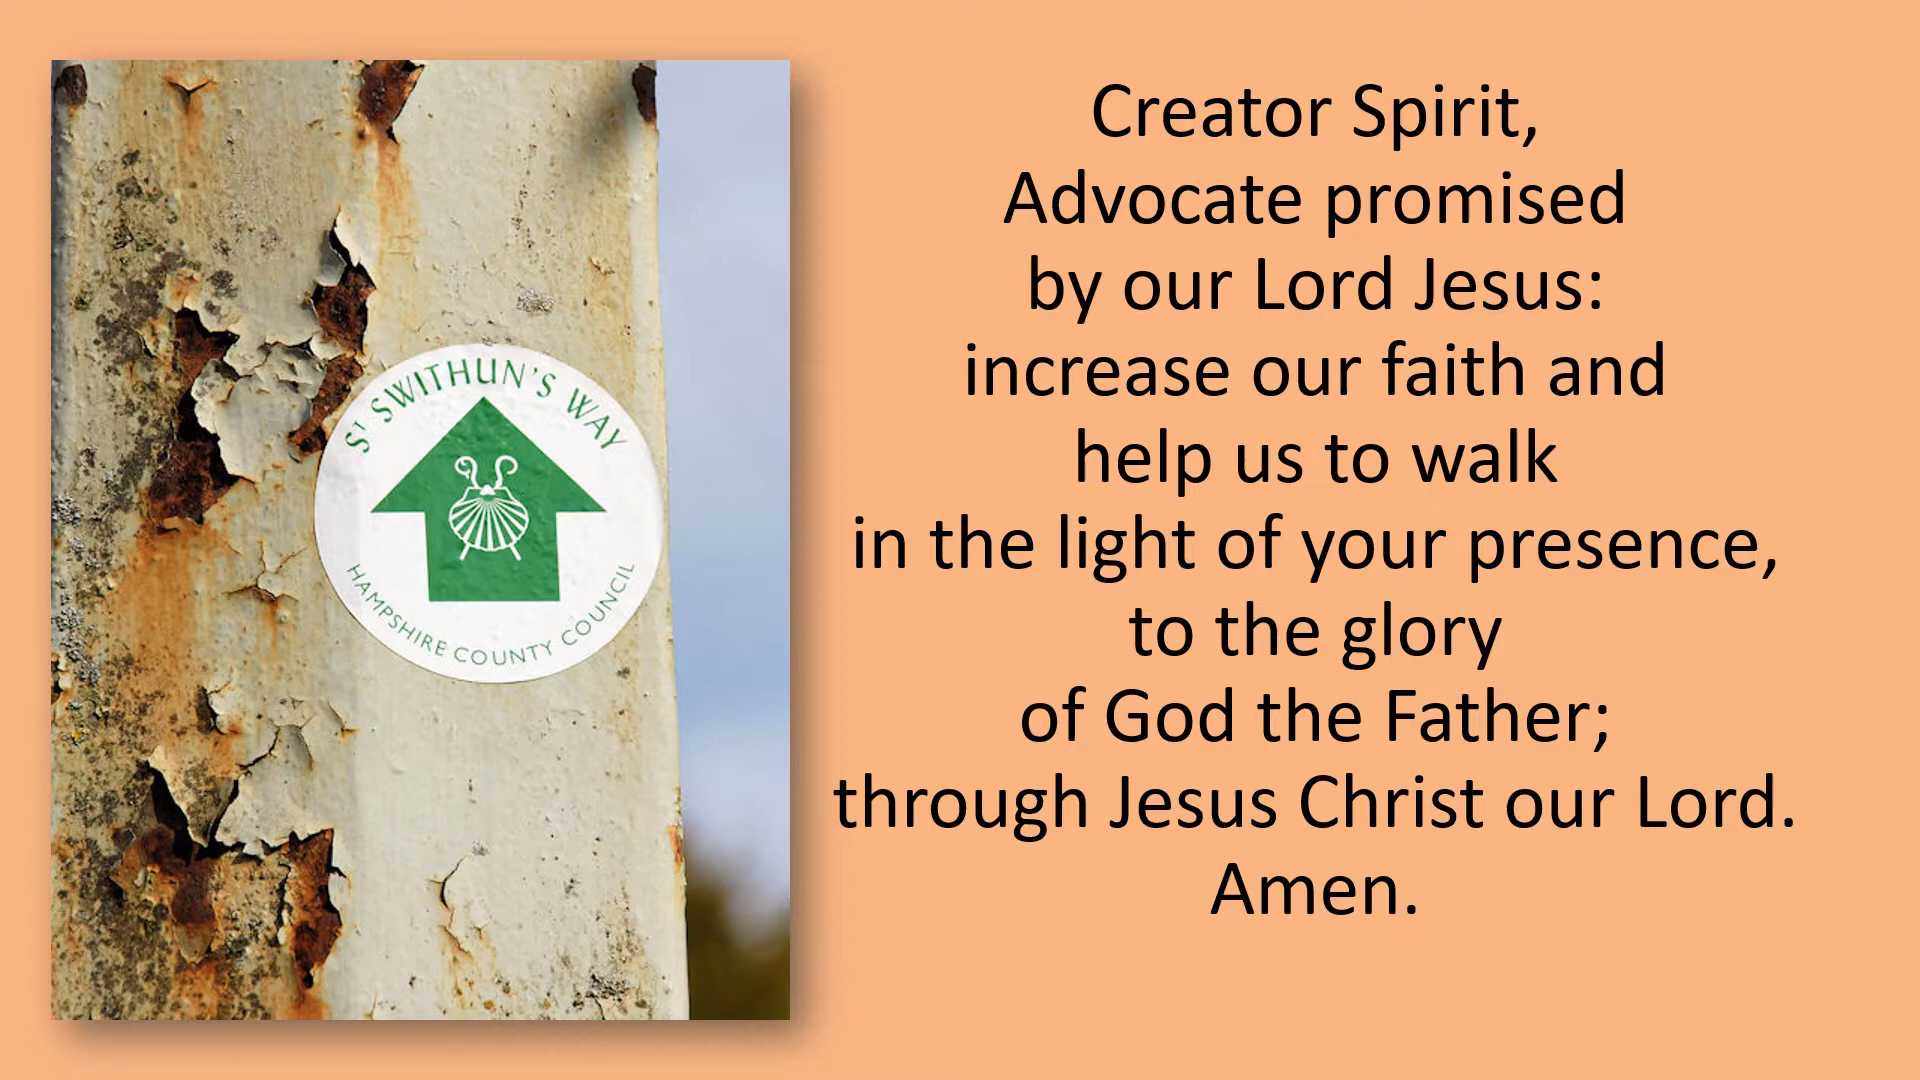 Sᵗ SWITHUN'S WAY
HAMPSHIRE COUNTY COUNCIL
Creator Spirit,
Advocate promised
by our Lord Jesus:
increase our faith and
help us to walk
in the light of your presence,
to the glory
of God the Father;
through Jesus Christ our Lord.
Amen.